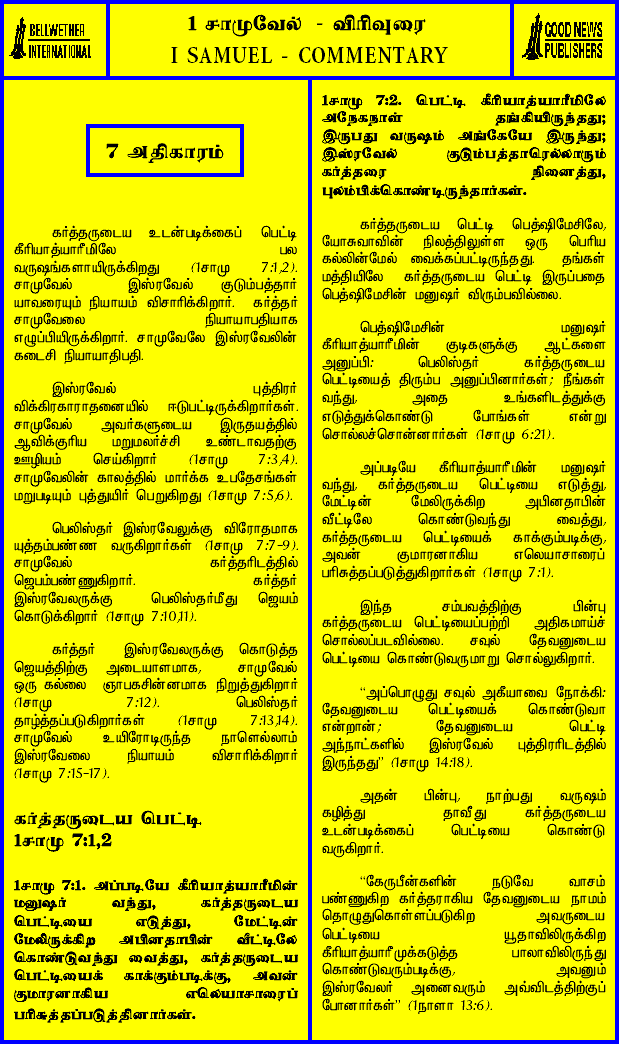 BELLWETHER
INTERNATIONAL
1 சாமுவேல் - விரிவுரை
I SAMUEL - COMMENTARY
GOOD NEWS
PUBLISHERS
7 அதிகாரம்
கர்த்தருடைய உடன்படிக்கைப் பெட்டி
கீரியாத்யாரீமிலே பல
வருஷங்களாயிருக்கிறது (1சாமு 7:1,2).
சாமுவேல் இஸ்ரவேல் குடும்பத்தார்
யாவரையும் நியாயம் விசாரிக்கிறார். கர்த்தர்
சாமுவேலை நியாயாபதியாக
எழுப்பியிருக்கிறார். சாமுவேலே இஸ்ரவேலின்
கடைசி நியாயாதிபதி.
இஸ்ரவேல் புத்திரர்
விக்கிரகாராதனையில் ஈடுபட்டிருக்கிறார்கள்.
சாமுவேல் அவர்களுடைய இருதயத்தில்
ஆவிக்குரிய மறுமலர்ச்சி உண்டாவதற்கு
ஊழியம் செய்கிறார் (1சாமு 7:3,4).
சாமுவேலின் காலத்தில் மார்க்க உபதேசங்கள்
மறுபடியும் புத்துயிர் பெறுகிறது (1சாமு 7:5,6).
பெலிஸ்தர் இஸ்ரவேலுக்கு விரோதமாக
யுத்தம்பண்ண வருகிறார்கள் (1சாமு 7:7-9).
சாமுவேல் கர்த்தரிடத்தில்
ஜெபம்பண்ணுகிறார். கர்த்தர்
இஸ்ரவேலருக்கு பெலிஸ்தர்மீது ஜெயம்
கொடுக்கிறார் (1சாமு 7:10,11).
கர்த்தர் இஸ்ரவேலருக்கு கொடுத்த
ஜெயத்திற்கு அடையாளமாக, சாமுவேல்
ஒரு கல்லை ஞாபகசின்னமாக நிறுத்துகிறார்
(1சாமு 7:12). பெலிஸ்தர்
தாழ்த்தப்படுகிறார்கள் (1சாமு 7:13,14).
சாமுவேல் உயிரோடிருந்த நாளெல்லாம்
இஸ்ரவேலை நியாயம் விசாரிக்கிறார்
(1சாமு 7:15-17).
கர்த்தருடைய பெட்டி
1சாமு 7:1,2
1சாமு 7:1. அப்படியே கீரியாத்யாரீமின்
மனுஷர் வந்து, கர்த்தருடைய
பெட்டியை எடுத்து, மேட்டின்
மேலிருக்கிற அபினதாபின் வீட்டிலே
கொண்டுவந்து வைத்து, கர்த்தருடைய
பெட்டியைக் காக்கும்படிக்கு, அவன்
குமாரனாகிய எலெயாசாரைப்
பரிசுத்தப்படுத்தினார்கள்.
1சாமு 7:2. பெட்டி கீரியாத்யாரீமிலே
அநேகநாள் தங்கியிருந்தது;
இருபது வருஷம் அங்கேயே இருந்து;
இஸ்ரவேல் குடும்பத்தாரெல்லாரும்
கர்த்தரை நினைத்து,
புலம்பிக்கொண்டிருந்தார்கள்.
கர்த்தருடைய பெட்டி பெத்ஷிமேசிலே,
யோசுவாவின் நிலத்திலுள்ள ஒரு பெரிய
கல்லின்மேல் வைக்கப்பட்டிருந்தது. தங்கள்
மத்தியிலே கர்த்தருடைய பெட்டி இருப்பதை
பெத்ஷிமேசின் மனுஷர் விரும்பவில்லை.
பெத்ஷிமேசின் மனுஷர்
கீரியாத்யாரீமின் குடிகளுக்கு ஆட்களை
அனுப்பி: பெலிஸ்தர் கர்த்தருடைய
பெட்டியைத் திரும்ப அனுப்பினார்கள்; நீங்கள்
வந்து, அதை உங்களிடத்துக்கு
எடுத்துக்கொண்டு போங்கள் என்று
சொல்லச்சொன்னார்கள் (1சாமு 6:21).
அப்படியே கீரியாத்யாரீமின் மனுஷர்
வந்து, கர்த்தருடைய பெட்டியை எடுத்து,
மேட்டின் மேலிருக்கிற அபினதாபின்
வீட்டிலே கொண்டுவந்து வைத்து,
கர்த்தருடைய பெட்டியைக் காக்கும்படிக்கு,
அவன் குமாரனாகிய எலெயாசாரைப்
பரிசுத்தப்படுத்துகிறார்கள் (1சாமு 7:1).
இந்த சம்பவத்திற்கு பின்பு
கர்த்தருடைய பெட்டியைப்பற்றி அதிகமாய்ச்
சொல்லப்படவில்லை. சவுல் தேவனுடைய
பெட்டியை கொண்டுவருமாறு சொல்லுகிறார்.
"அப்பொழுது சவுல் அகீயாவை நோக்கி:
தேவனுடைய பெட்டியைக் கொண்டுவா
என்றான்; தேவனுடைய பெட்டி
அந்நாட்களில் இஸ்ரவேல் புத்திரரிடத்தில்
இருந்தது" (1சாமு 14:18).
அதன் பின்பு, நாற்பது வருஷம்
கழித்து தாவீது கர்த்தருடைய
உடன்படிக்கைப் பெட்டியை கொண்டு
வருகிறார்.
"கேருபீன்களின் நடுவே வாசம்
பண்ணுகிற கர்த்தராகிய தேவனுடைய நாமம்
தொழுதுகொள்ளப்படுகிற அவருடைய
பெட்டியை யூதாவிலிருக்கிற
கீரியாத்யாரீமுக்கடுத்த பாலாவிலிருந்து
கொண்டுவரும்படிக்கு, அவனும்
இஸ்ரவேலர் அனைவரும் அவ்விடத்திற்குப்
போனார்கள்" (1நாளா 13:6).